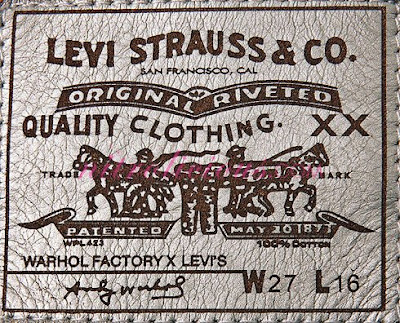 LEVI STRAUSS & CO.
SAN FRANCISCO, CAL
ORIGINAL RIVETED
QUALITY CLOTHING. XX
TRADE MARK
PATENTED MAY 20 1873
WPL423 100% COTTON
WARHOL FACTORY X LEVI'S W27 L16
Andy Warhol